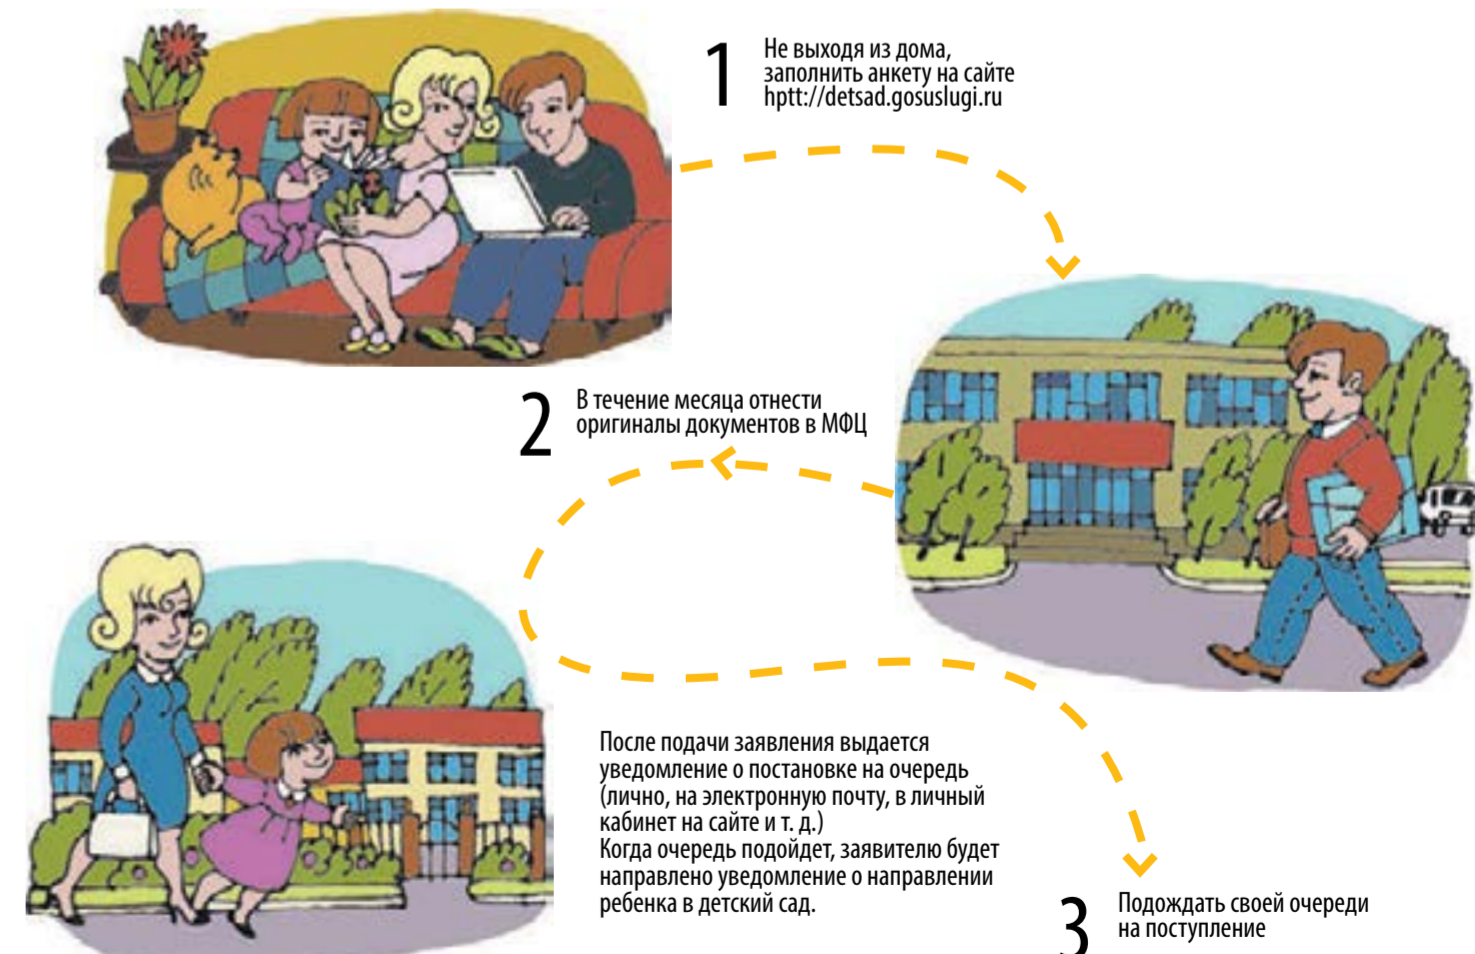 1
Не выходя из дома,
заполнить анкету на сайте
hptt://detsad.gosuslugi.ru
2
В течение месяца отнести
оригиналы документов в МФЦ
После подачи заявления выдается
уведомление о постановке на очередь
(лично, на электронную почту, в личный
кабинет на сайте и т. д.)
Когда очередь подойдет, заявителю будет
направлено уведомление о направлении
ребенка в детский сад.
3
Подождать своей очереди
на поступление